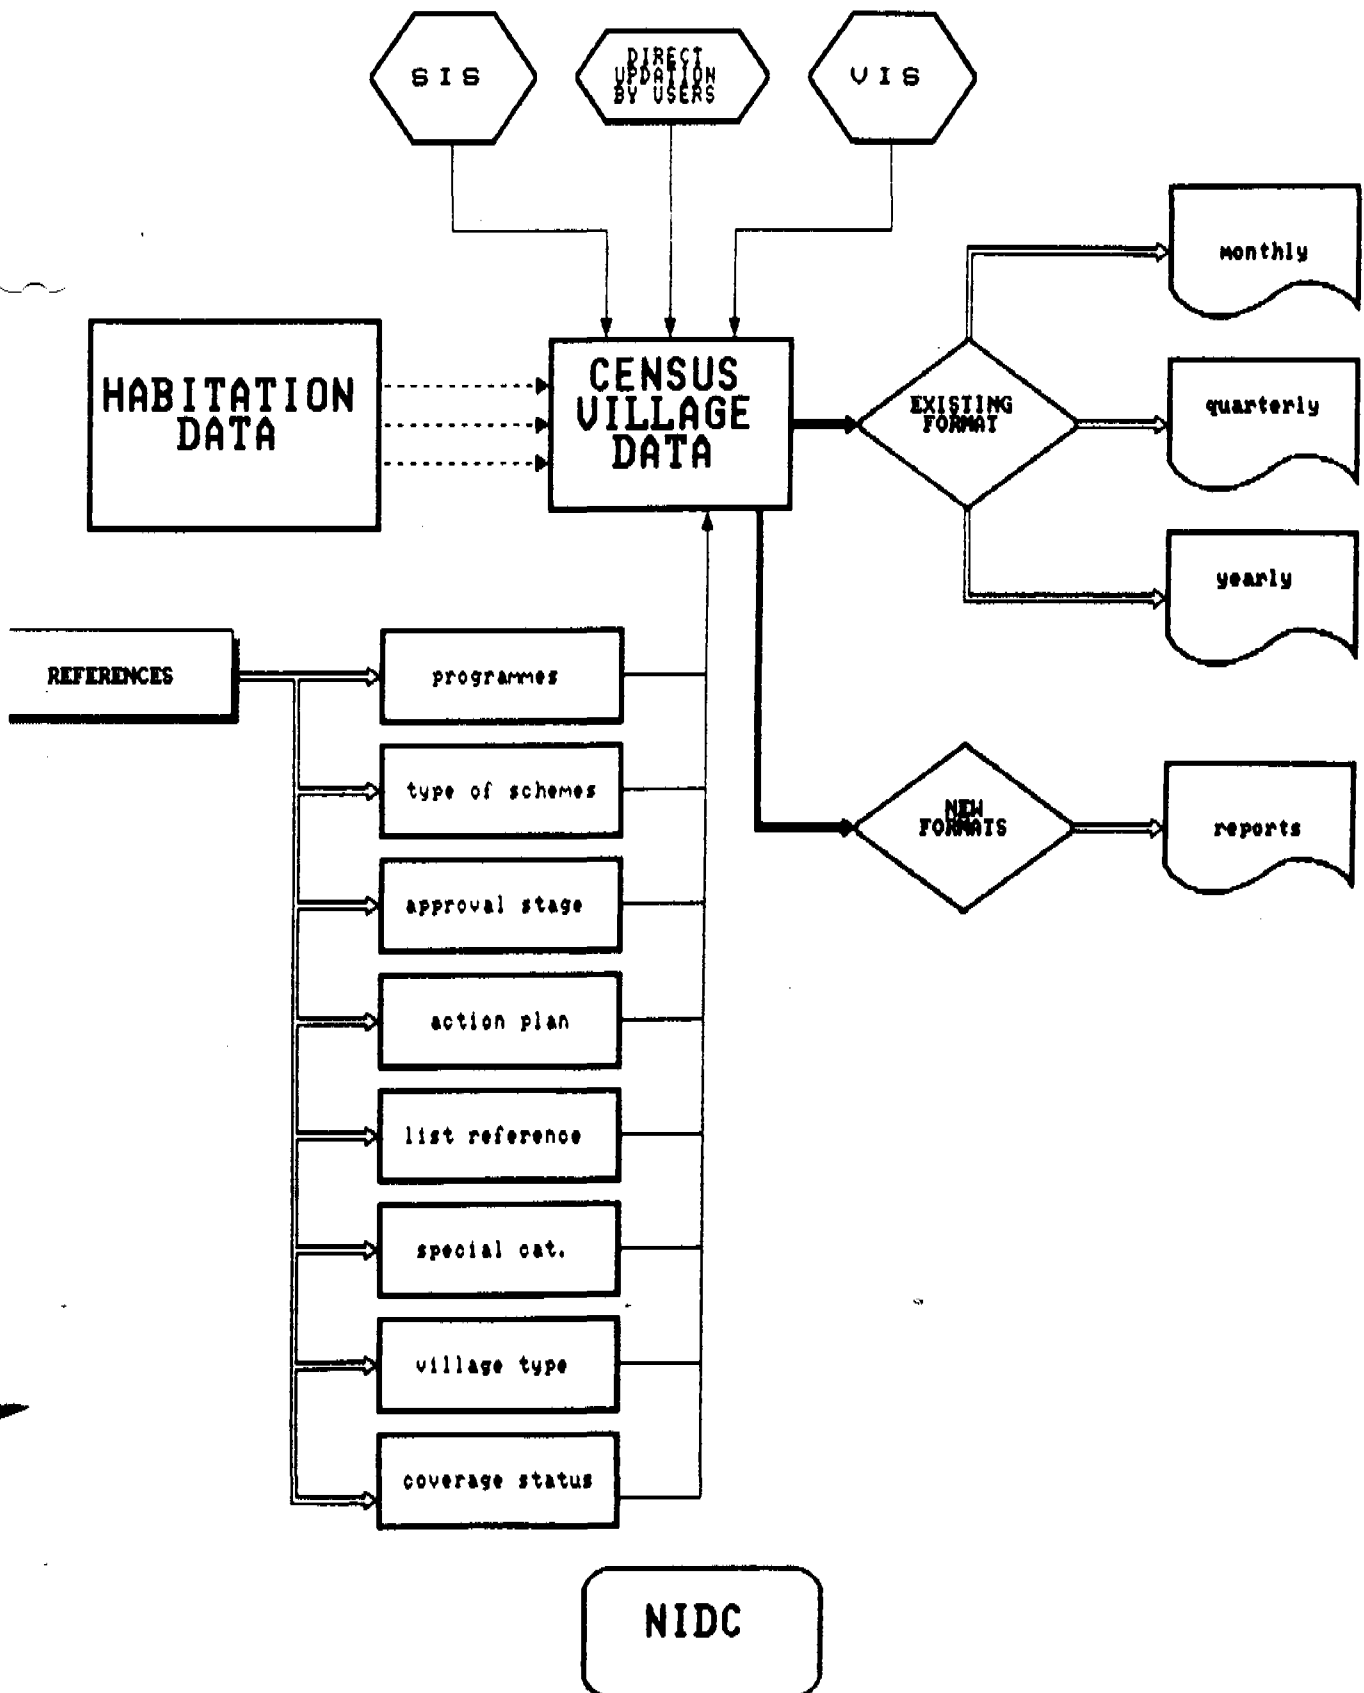 SIS
DIRECT
UPDATION
BY USERS
VIS
monthly
HABITATION
DATA
CENSUS
VILLAGE
DATA
EXISTING
FORMAT
quarterly
yearly
REFERENCES
programmes
type of schemes
NEW
FORMATS
reports
approval stage
action plan
list reference
special cat.
village type
coverage status
NIDC